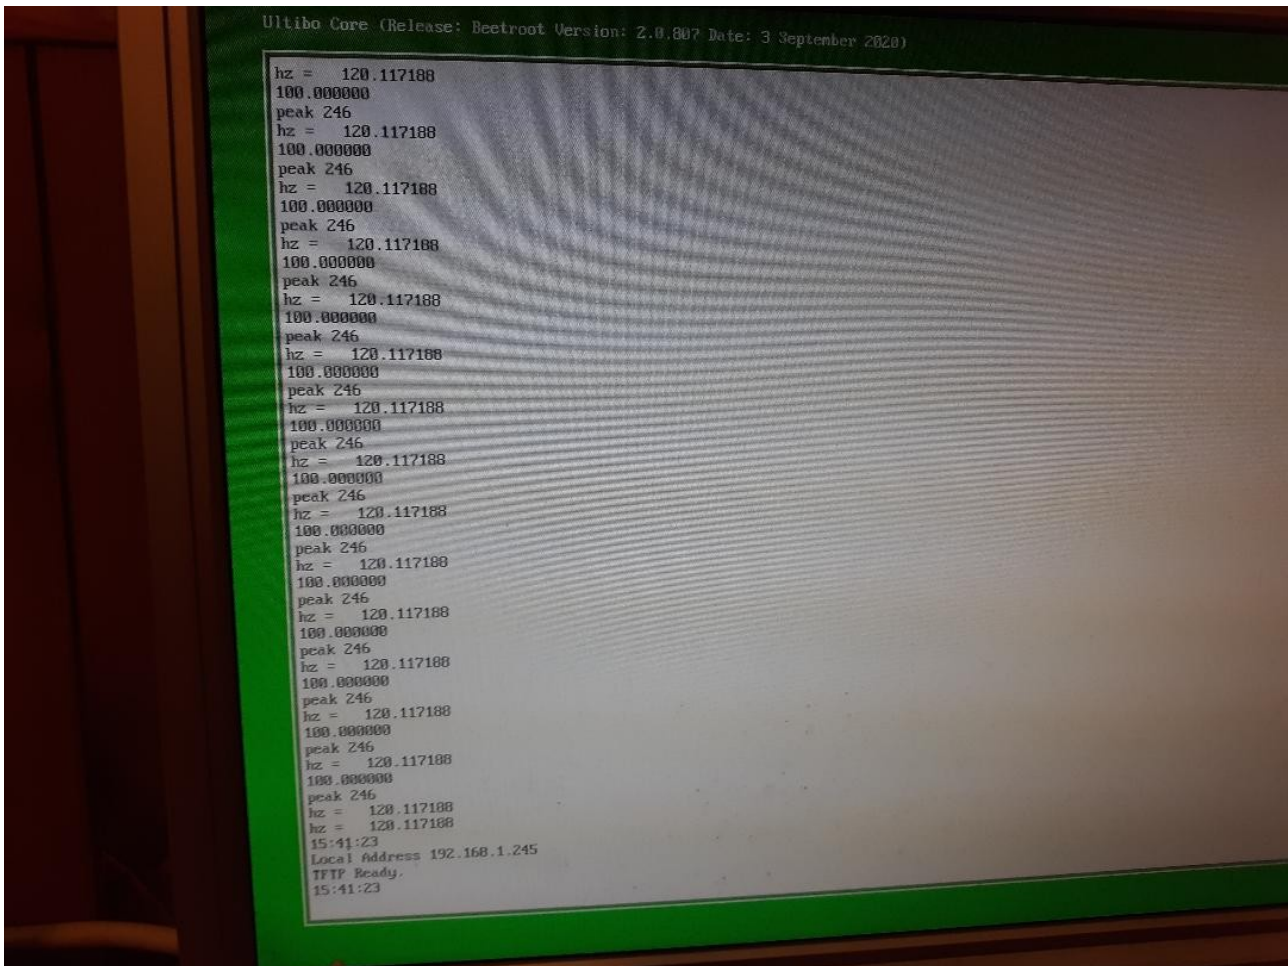 Ultibo Core (Release: Beetroot Version: 2.0.807 Date: 3 September 2020)
hz =   120.117188
100.000000
peak 246
hz =   120.117188
100.000000
peak 246
hz =   120.117188
100.000000
peak 246
hz =   120.117188
100.000000
peak 246
hz =   120.117188
100.000000
peak 246
hz =   120.117188
100.000000
peak 246
hz =   120.117188
100.000000
peak 246
hz =   120.117188
100.000000
peak 246
hz =   120.117188
100.000000
peak 246
hz =   120.117188
100.000000
peak 246
hz =   120.117188
100.000000
peak 246
hz =   120.117188
100.000000
peak 246
hz =   120.117188
100.000000
peak 246
hz =   120.117188
100.000000
peak 246
hz =   120.117188
hz =   120.117188
15:41:23
Local Address 192.168.1.245
TFTP Ready.
15:41:23